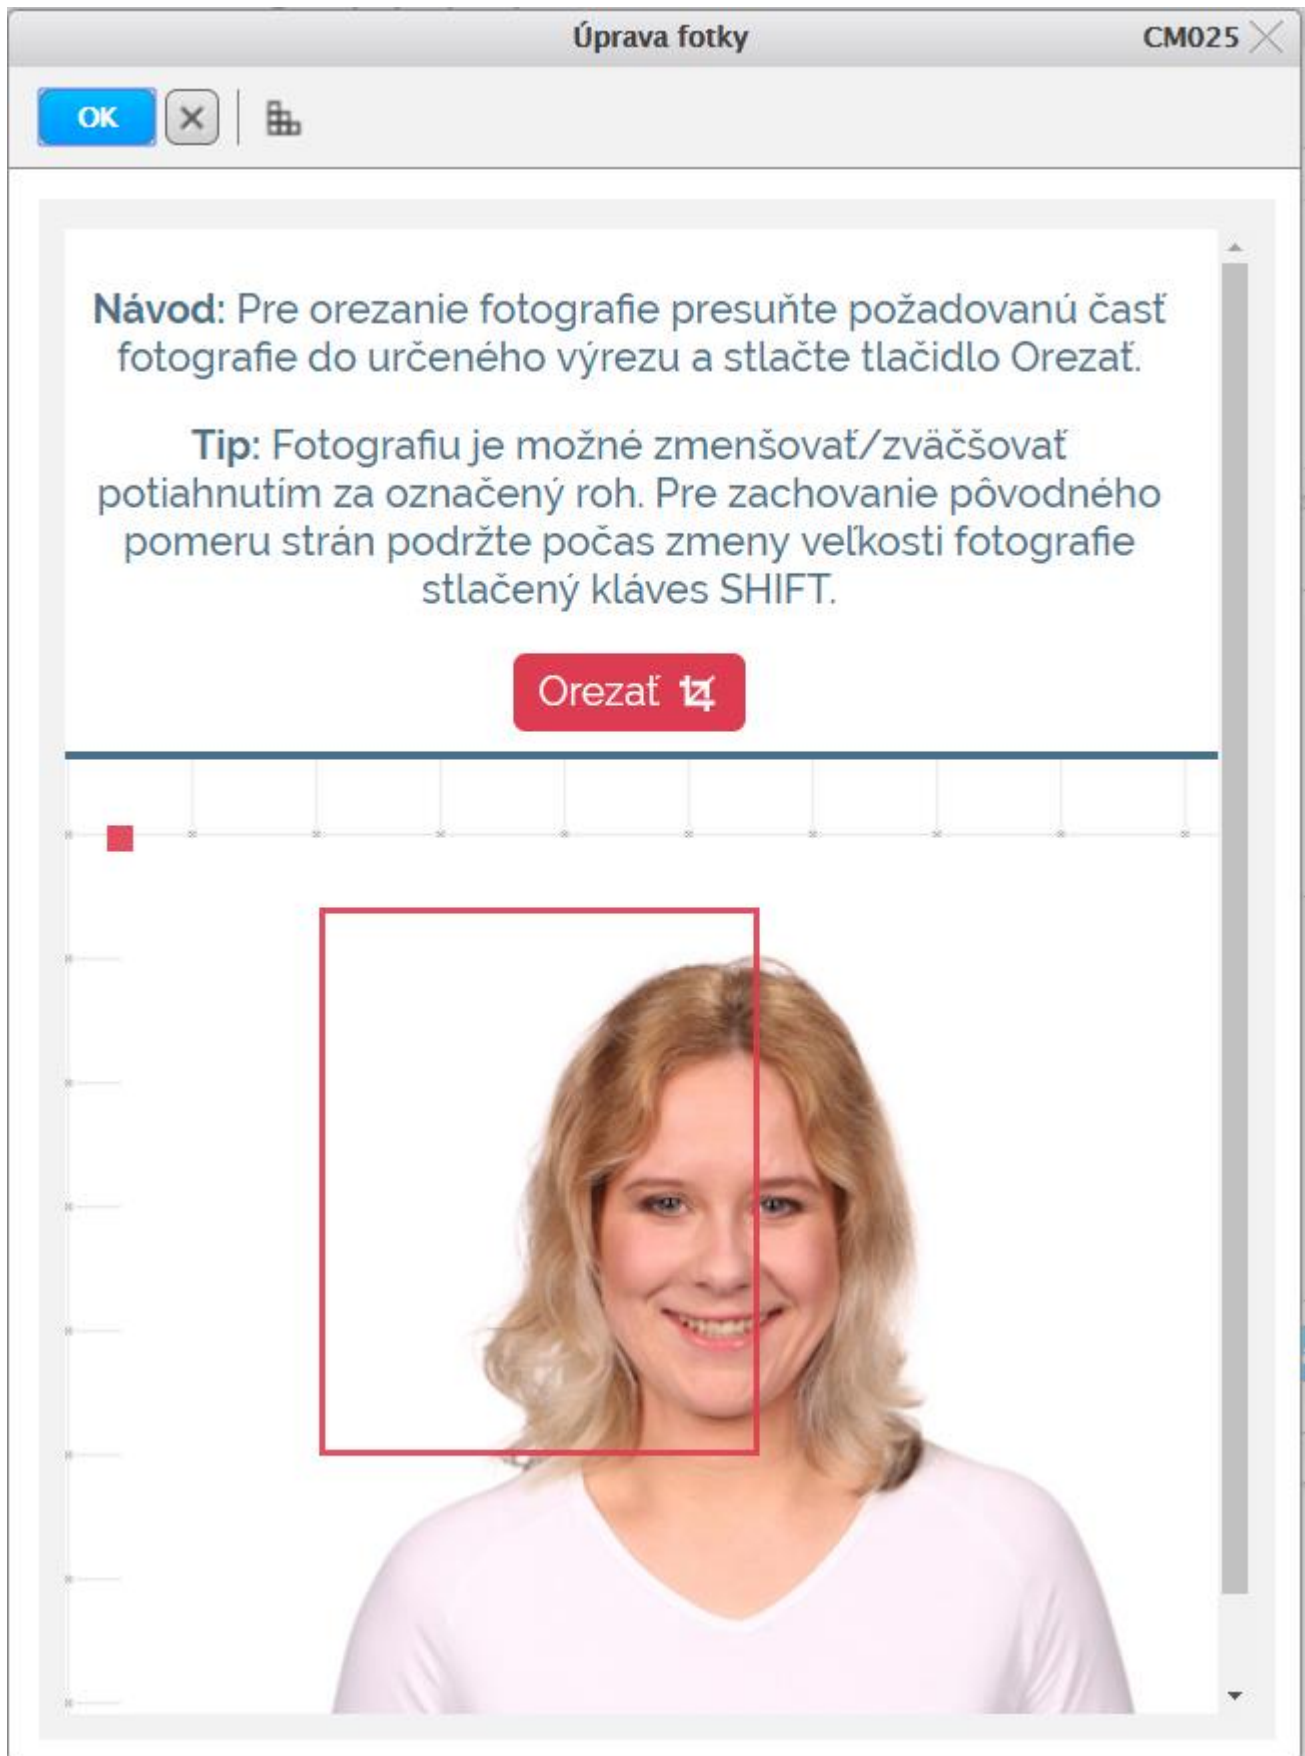 Úprava fotky
CM025
OK
Návod: Pre orezanie fotografie presuňte požadovanú časť
fotografie do určeného výrezu a stlačte tlačidlo Orezať.
Tip: Fotografiu je možné zmenšovať/zväčšovať
potiahnutím za označený roh. Pre zachovanie pôvodného
pomeru strán podržte počas zmeny veľkosti fotografie
stlačený kláves SHIFT.
Orezať